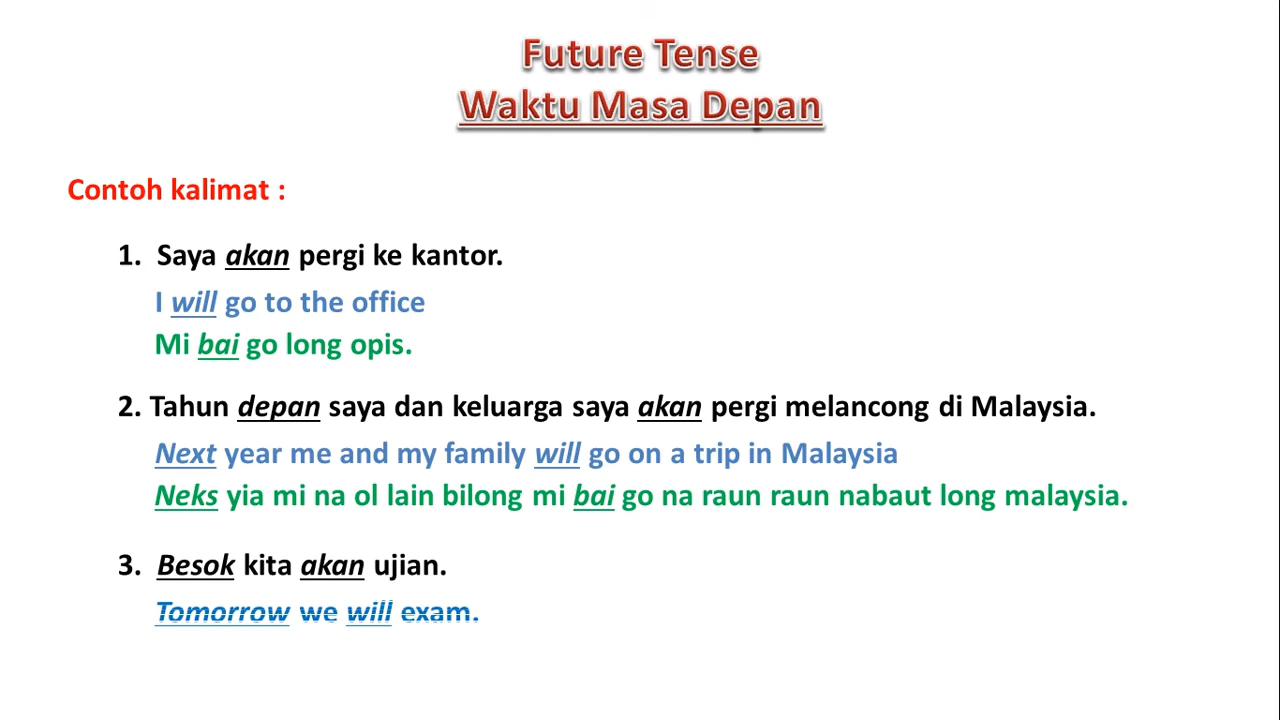 Future Tense
Waktu Masa Depan
Contoh kalimat :
1. Saya akan pergi ke kantor.
I will go to the office
Mi bai go long opis.
2. Tahun depan saya dan keluarga saya akan pergi melancong di Malaysia.
Next year me and my family will go on a trip in Malaysia
Neks yia mi na ol lain bilong mi bai go na raun raun nabaut long malaysia.
3. Besok kita akan ujian.
Tomorrow we will exam.